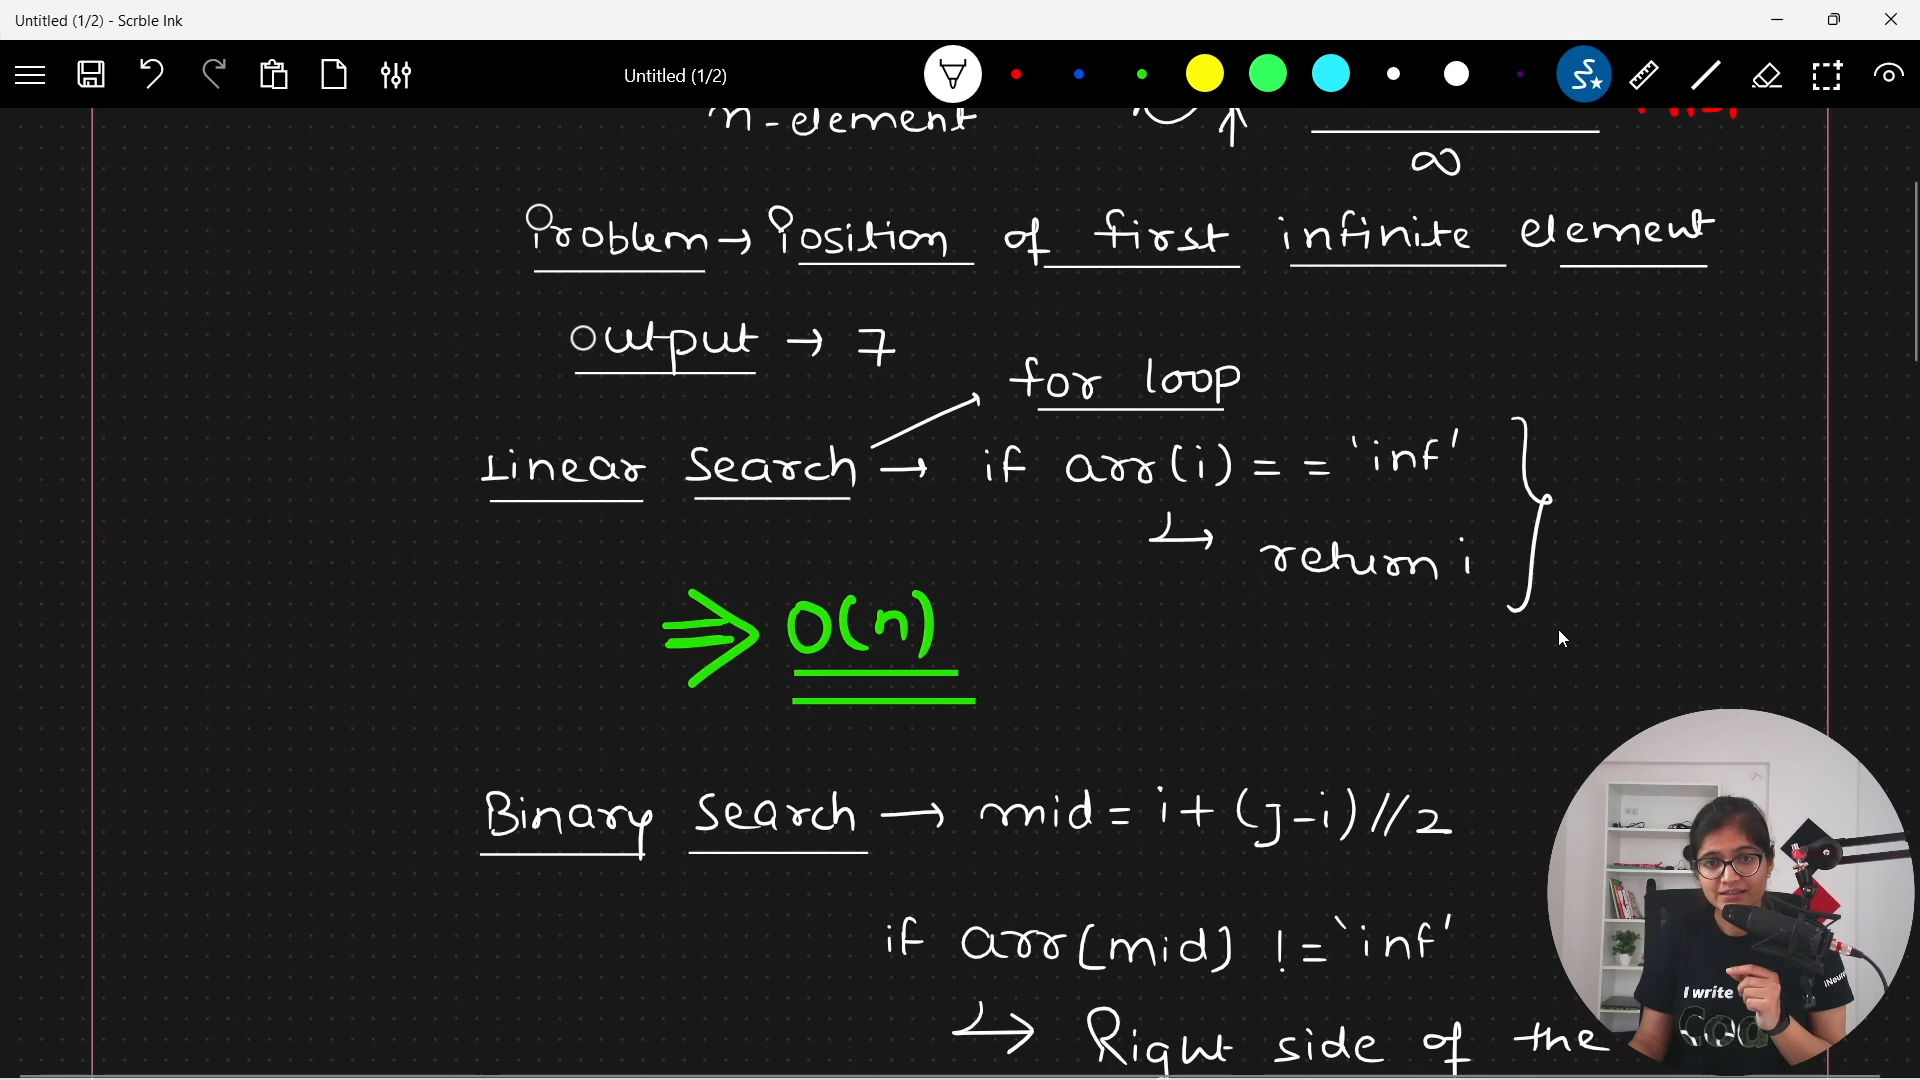 Untitled (1/2) - Scrble Ink
Untitled (1/2)
n-element
∞
Problem → Position of first infinite element
Output → 7
for loop
Linear Search → if arr(i) == 'inf'
↳ return i
⇒ O(n)
Binary Search → mid = i + (j-i)//2
if arr[mid] != 'inf'
↳ Right side of the
I write